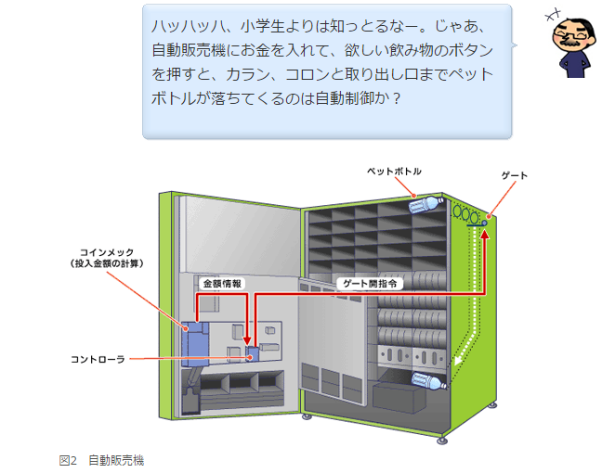 ハッハッハ、小学生よりは知っとるなー。じゃあ、
自動販売機にお金を入れて、欲しい飲み物のボタン
を押すと、カラン、コロンと取り出し口までペット
ボトルが落ちてくるのは自動制御か？
ペットボトル
ゲート
コインメック
（投入金額の計算）
金額情報
ゲート開指令
コントローラ
図2　自動販売機